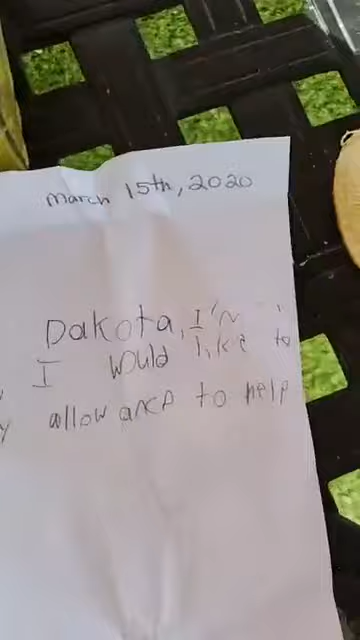 March 15th, 2020
Dakota, I'm
I would like to
allowance to help